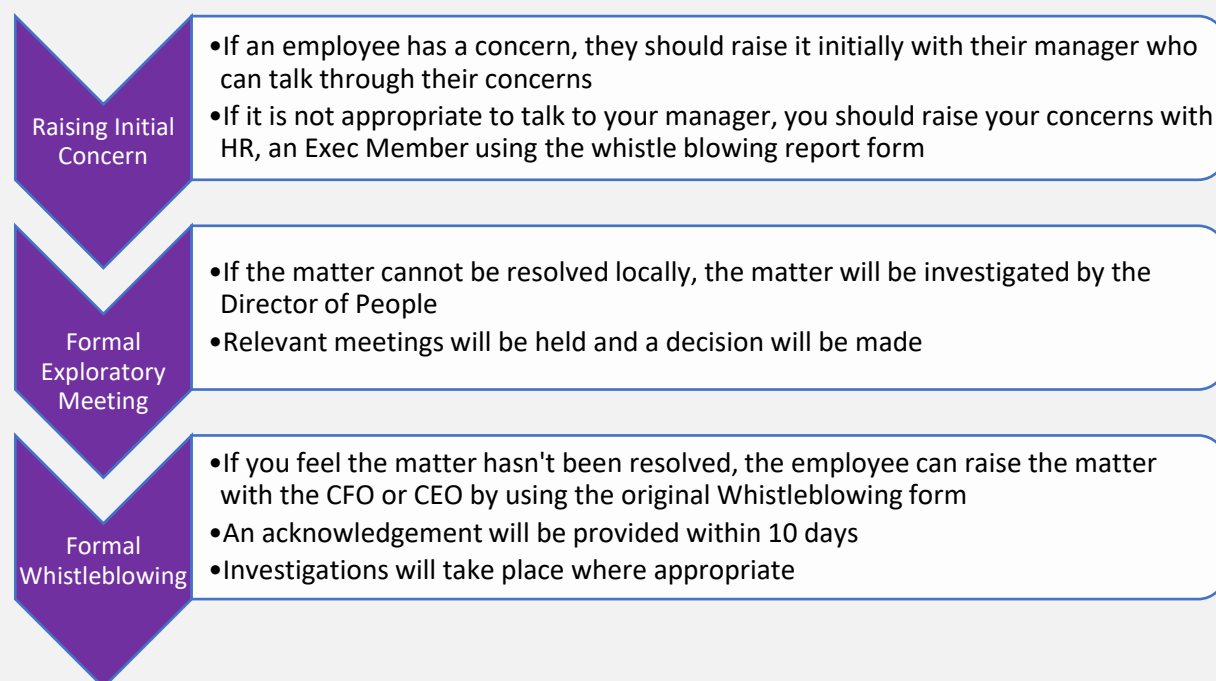 Raising Initial
Concern
•If an employee has a concern, they should raise it initially with their manager who
can talk through their concerns
•If it is not appropriate to talk to your manager, you should raise your concerns with
HR, an Exec Member using the whistle blowing report form
Formal
Exploratory
Meeting
•If the matter cannot be resolved locally, the matter will be investigated by the
Director of People
•Relevant meetings will be held and a decision will be made
Formal
Whistleblowing
•If you feel the matter hasn't been resolved, the employee can raise the matter
with the CFO or CEO by using the original Whistleblowing form
•An acknowledgement will be provided within 10 days
•Investigations will take place where appropriate